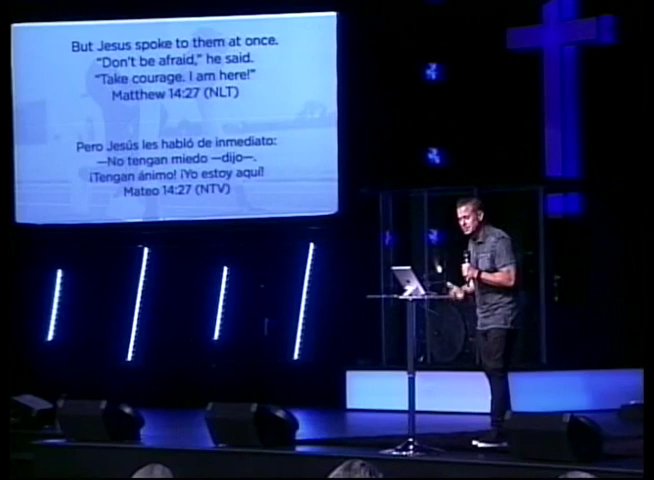 But Jesus spoke to them at once.
“Don’t be afraid,” he said.
“Take courage. I am here!”
Matthew 14:27 (NLT)
Pero Jesús les habló de inmediato:
—No tengan miedo —dijo—.
¡Tengan ánimo! ¡Yo estoy aquí!
Mateo 14:27 (NTV)